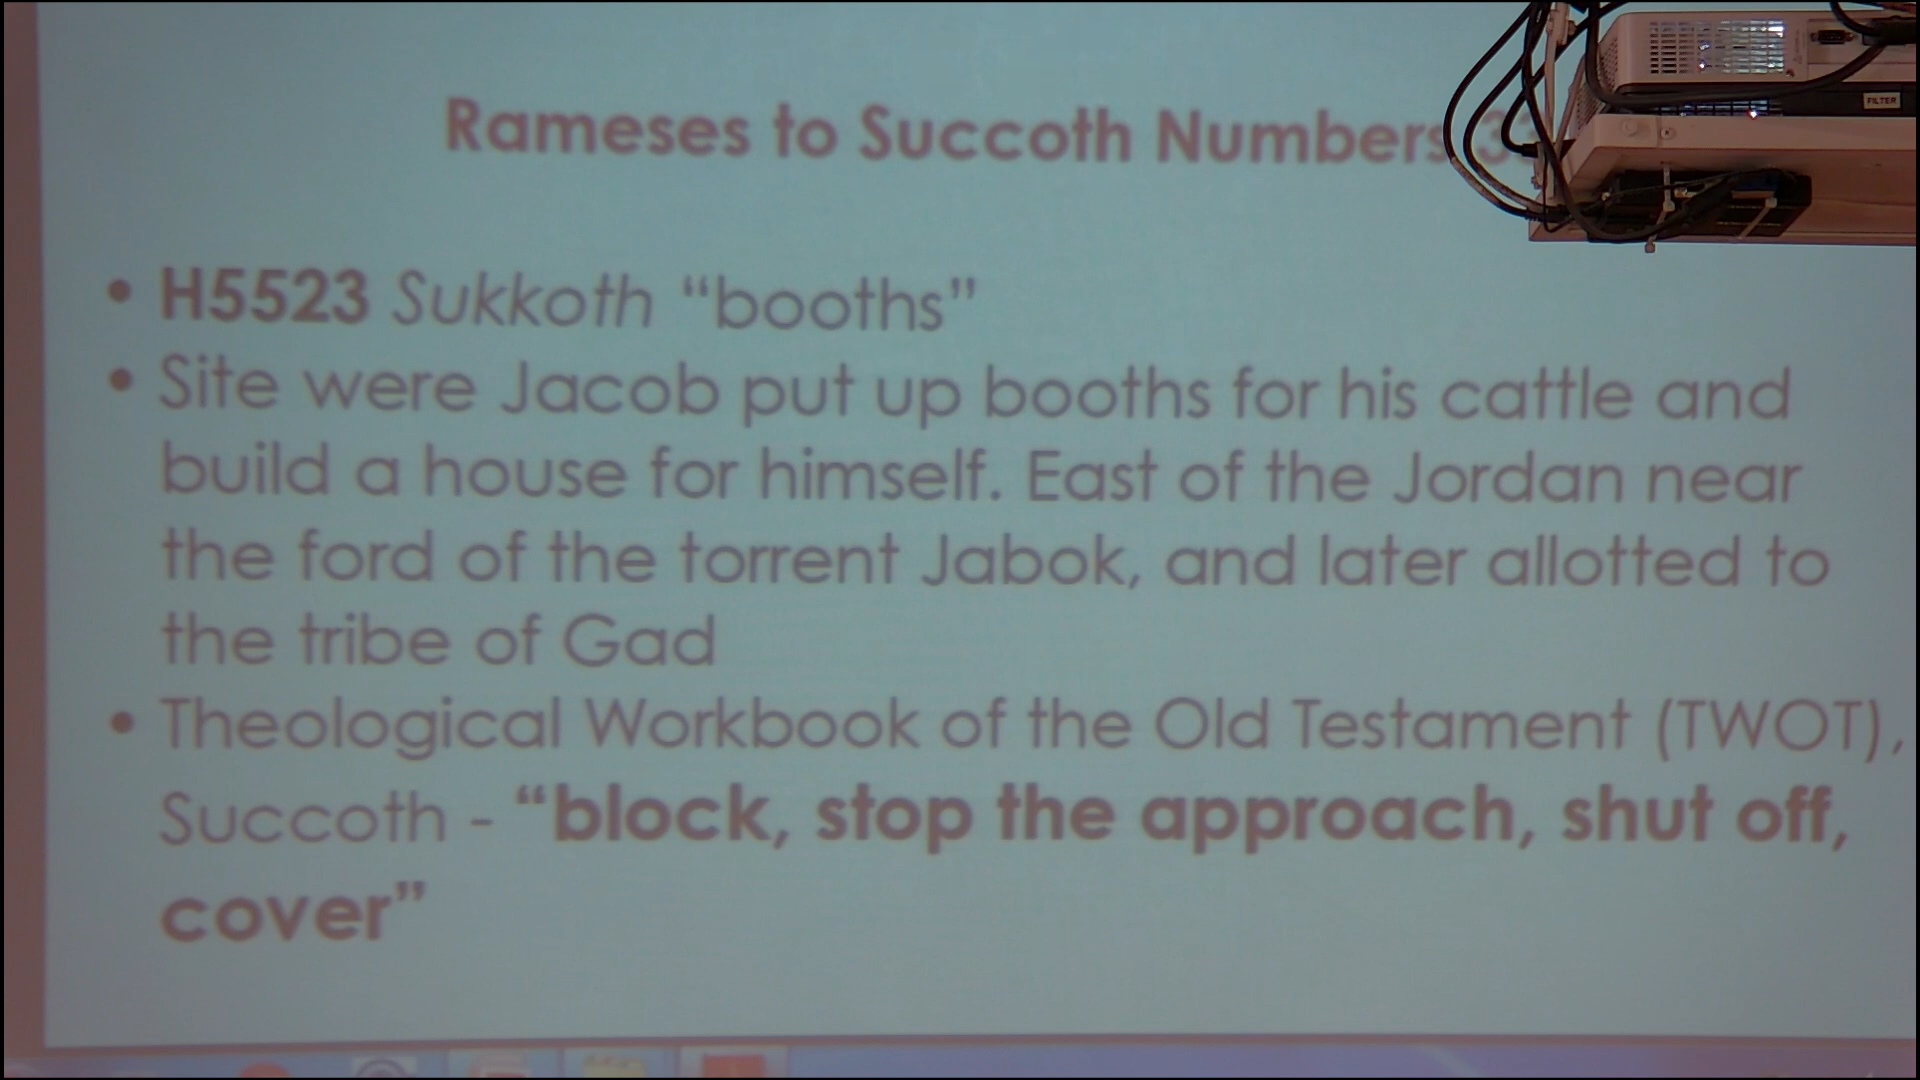 Rameses to Succoth Numbers
FILTER
• H5523 Sukkoth “booths”
• Site were Jacob put up booths for his cattle and
build a house for himself. East of the Jordan near
the ford of the torrent Jabok, and later allotted to
the tribe of Gad
• Theological Workbook of the Old Testament (TWOT),
Succoth - “block, stop the approach, shut off,
cover”